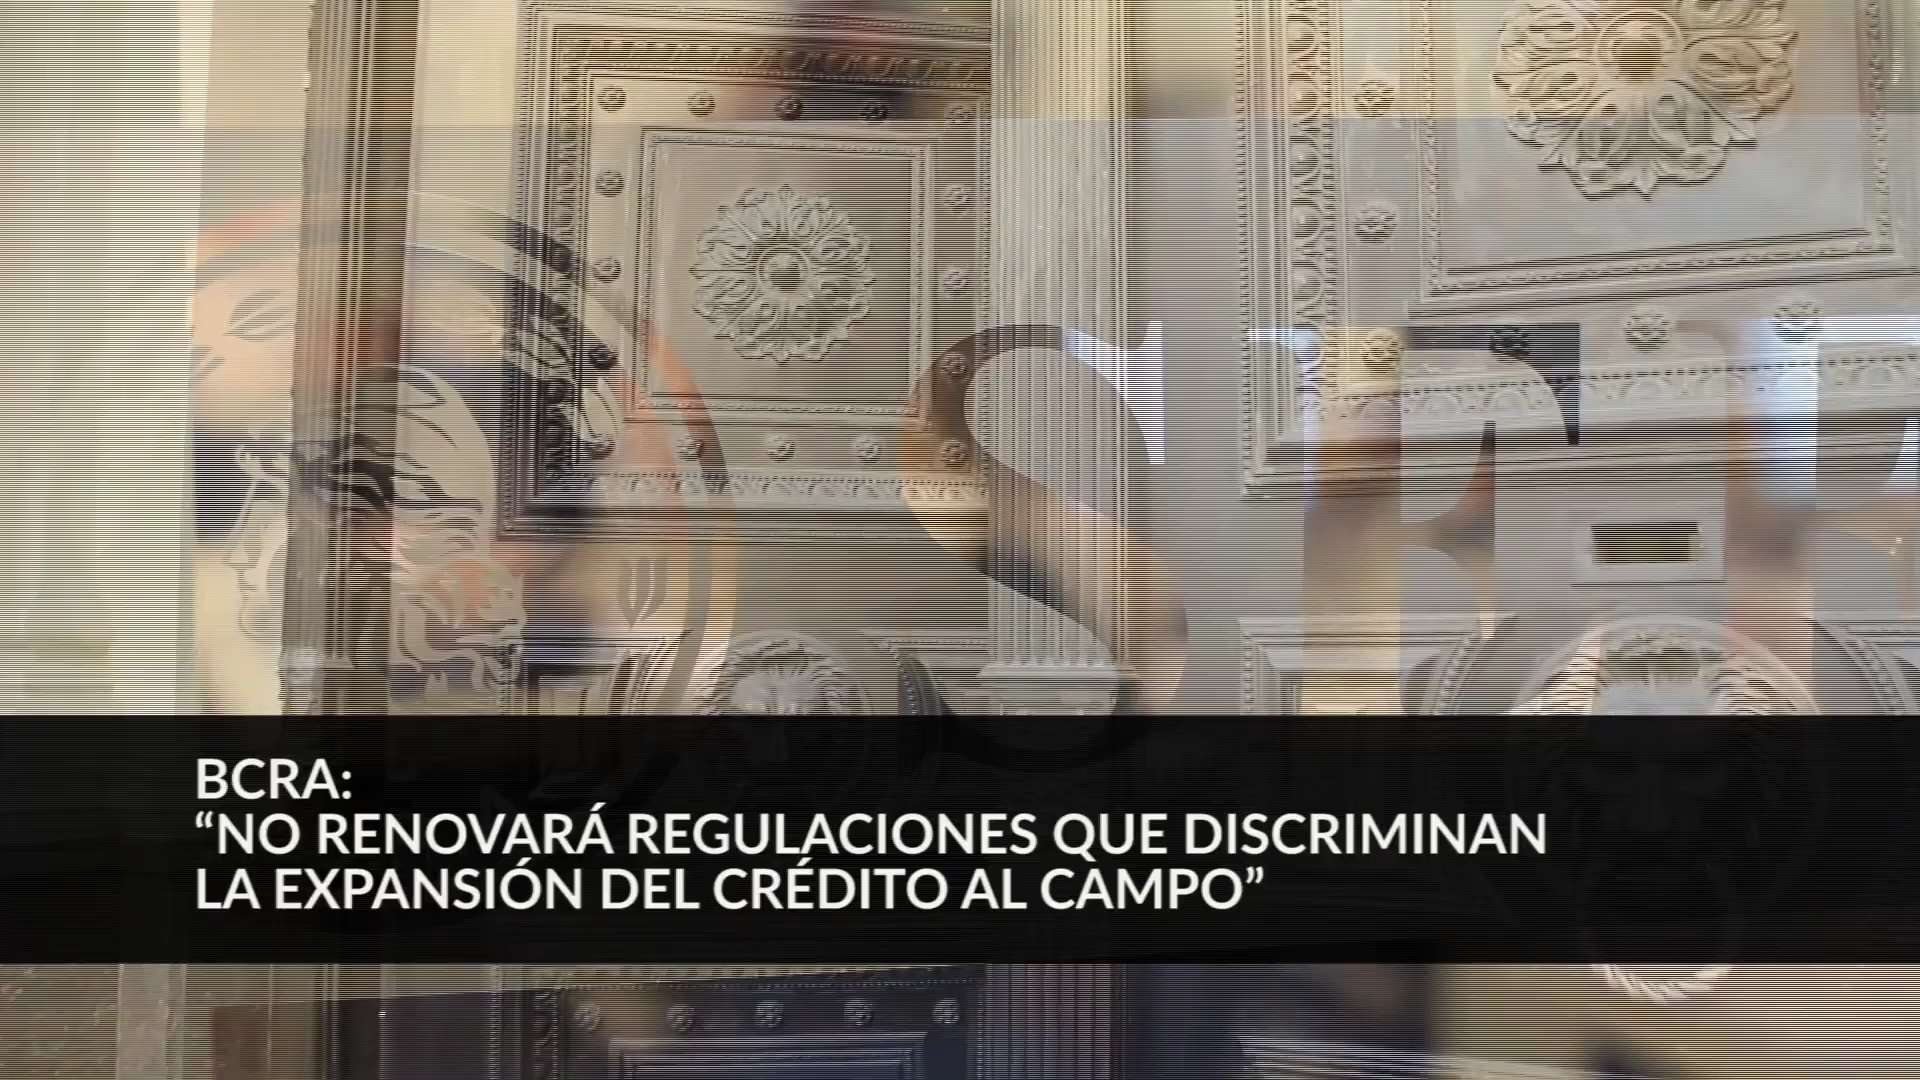 BCRA:
“NO RENOVARÁ REGULACIONES QUE DISCRIMINAN
LA EXPANSIÓN DEL CRÉDITO AL CAMPO”